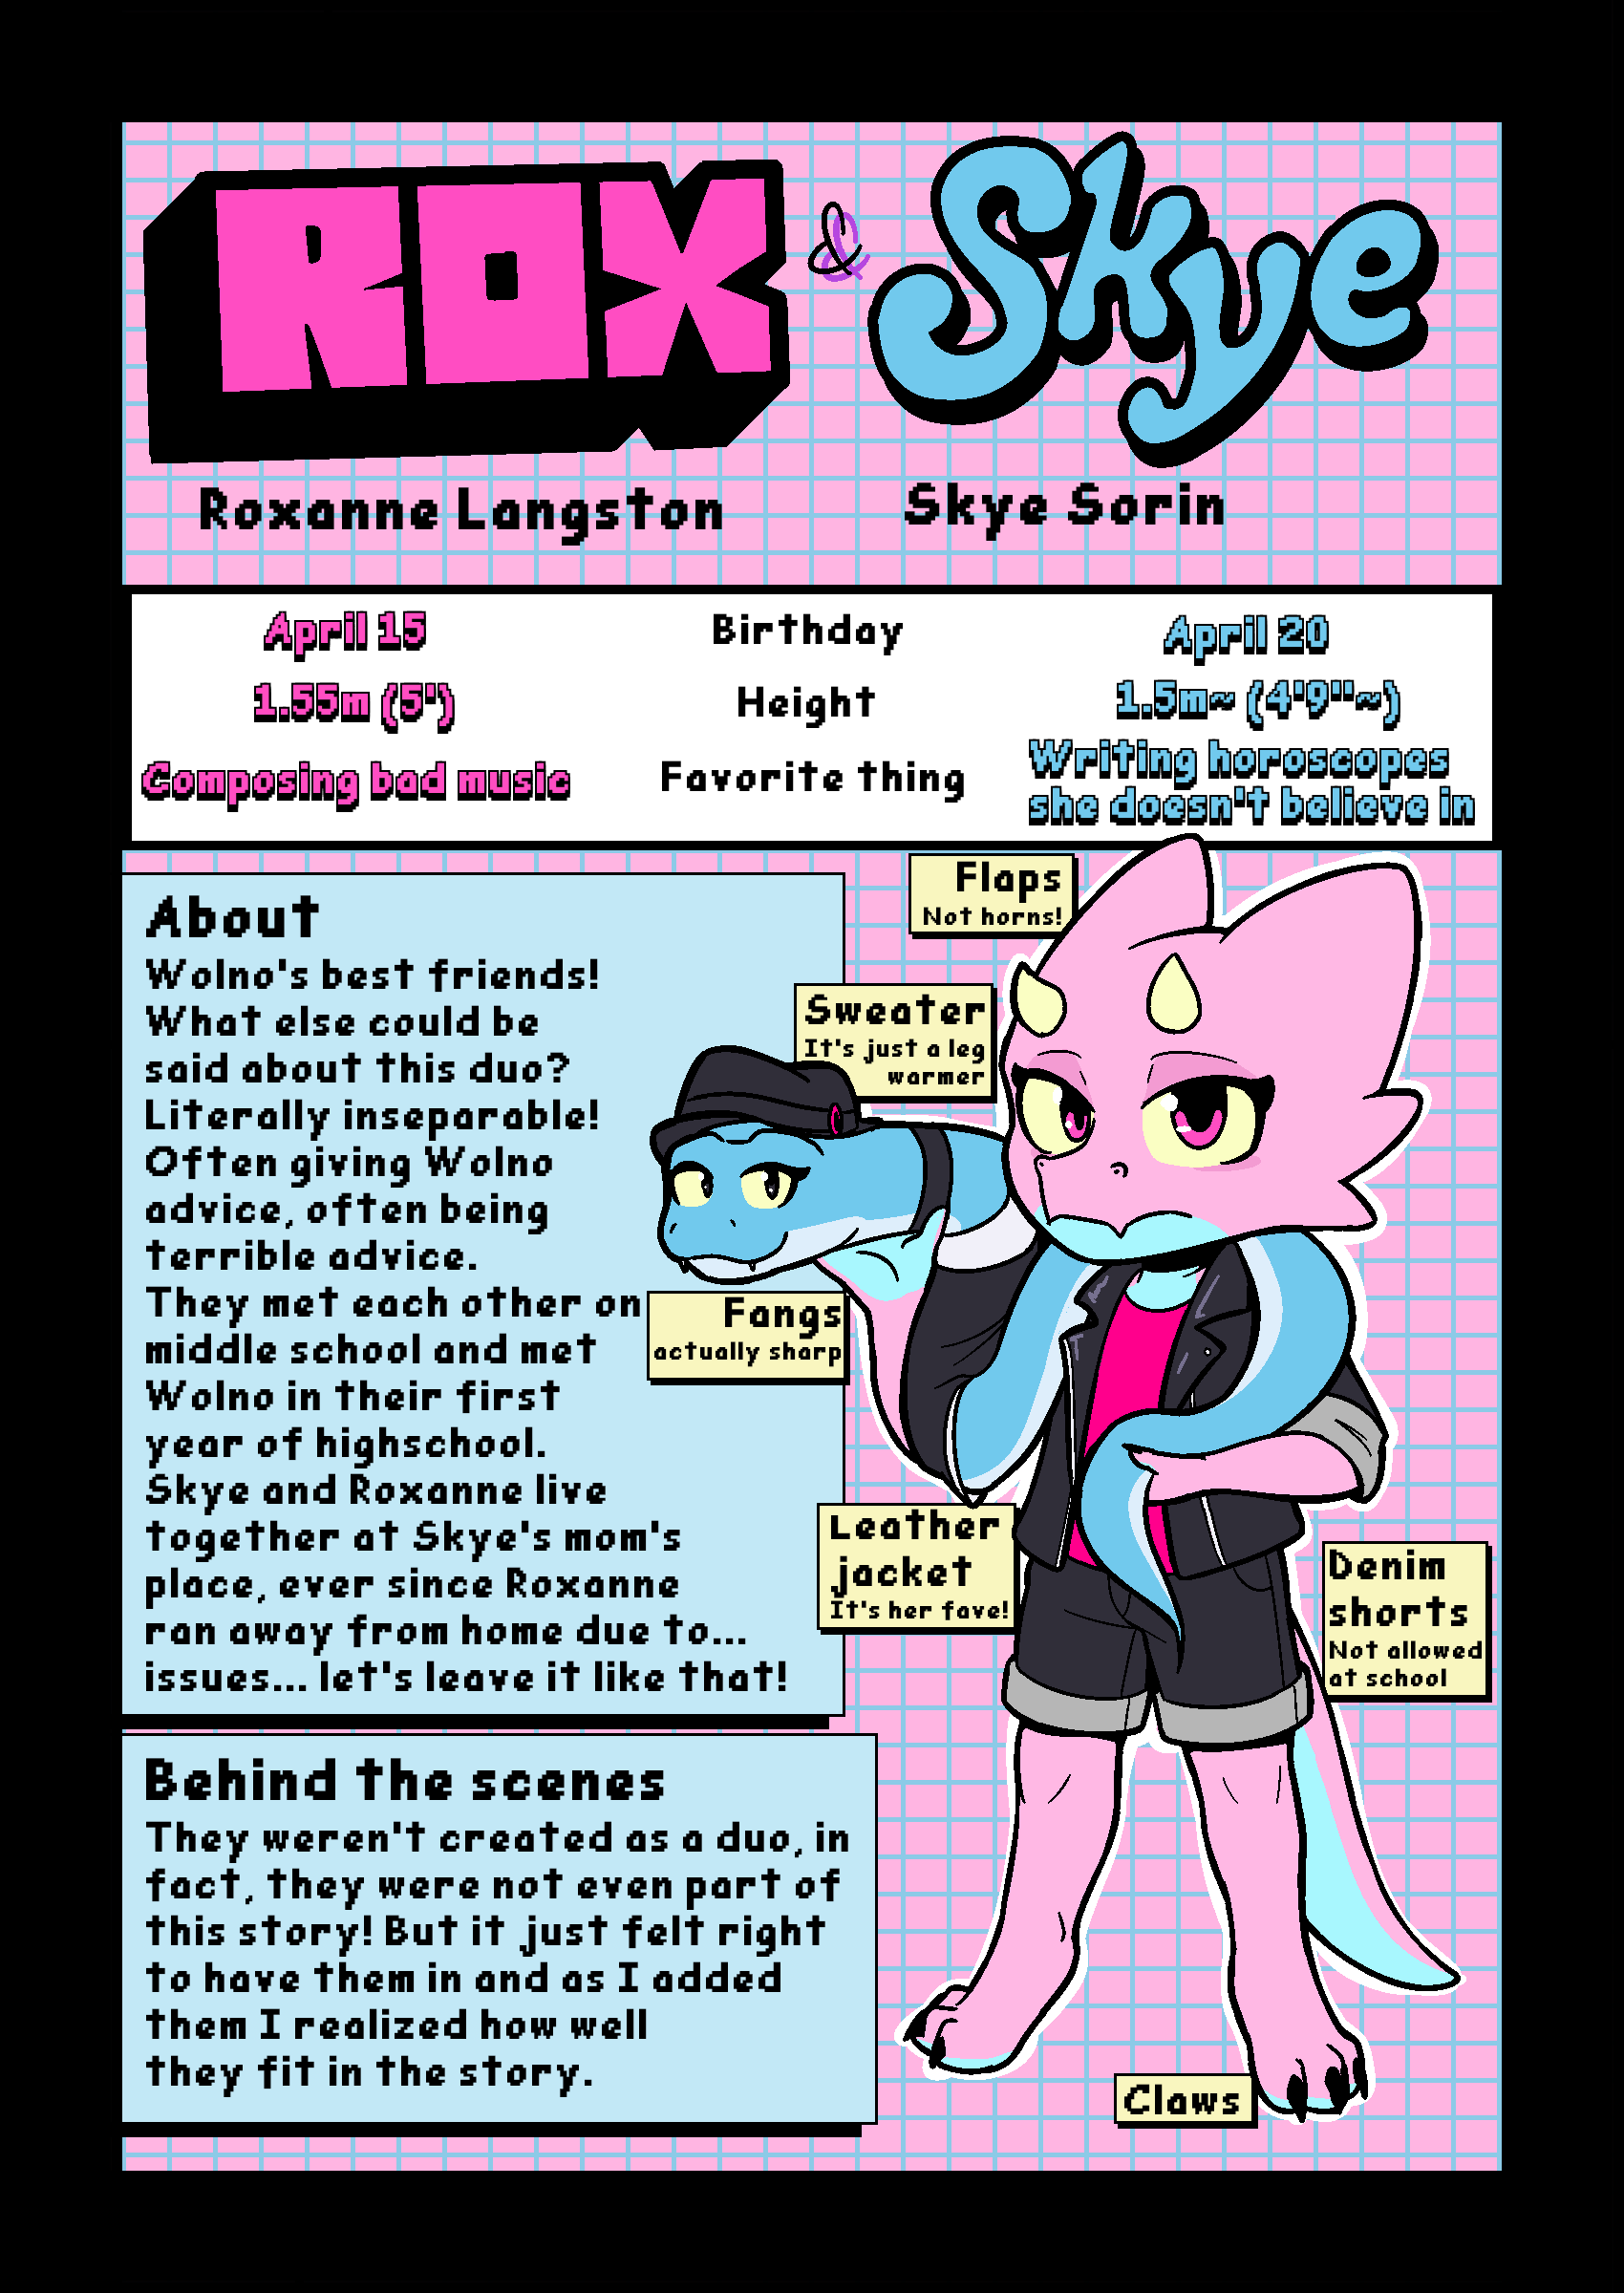 ROX & Skye
Roxanne Langston
Skye Sorin
April 15
Birthday
April 20
1.55m (5')
Height
1.5m~ (4'9"~)
Composing bad music
Favorite thing
Writing horoscopes
she doesn't believe in
About
Wolno's best friends!
What else could be
said about this duo?
Literally inseparable!
Often giving Wolno
advice, often being
terrible advice.
They met each other on
middle school and met
Wolno in their first
year of highschool.
Skye and Roxanne live
together at Skye's mom's
place, ever since Roxanne
ran away from home due to...
issues... let's leave it like that!
Flaps
Not horns!
Sweater
It's just a leg
warmer
Fangs
actually sharp
Leather
jacket
It's her fave!
Denim
shorts
Not allowed
at school
Claws
Behind the scenes
They weren't created as a duo, in
fact, they were not even part of
this story! But it just felt right
to have them in and as I added
them I realized how well
they fit in the story.